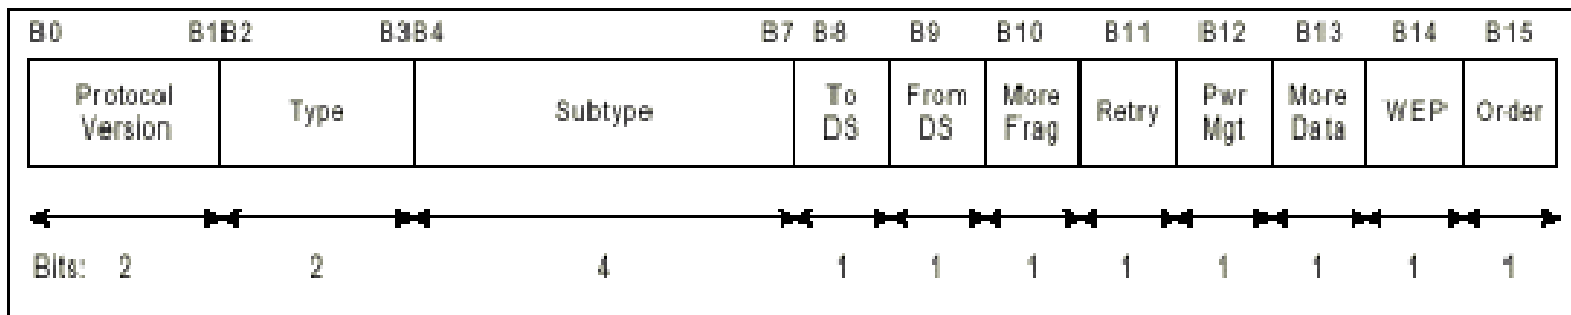 B0 B1 B2 B3 B4 B7 B8 B9 B10 B11 B12 B13 B14 B15
Protocol Version Type Subtype To DS From DS More Frag Retry Pwr Mgt More Data WEP Order
Bits: 2 2 4 1 1 1 1 1 1 1 1